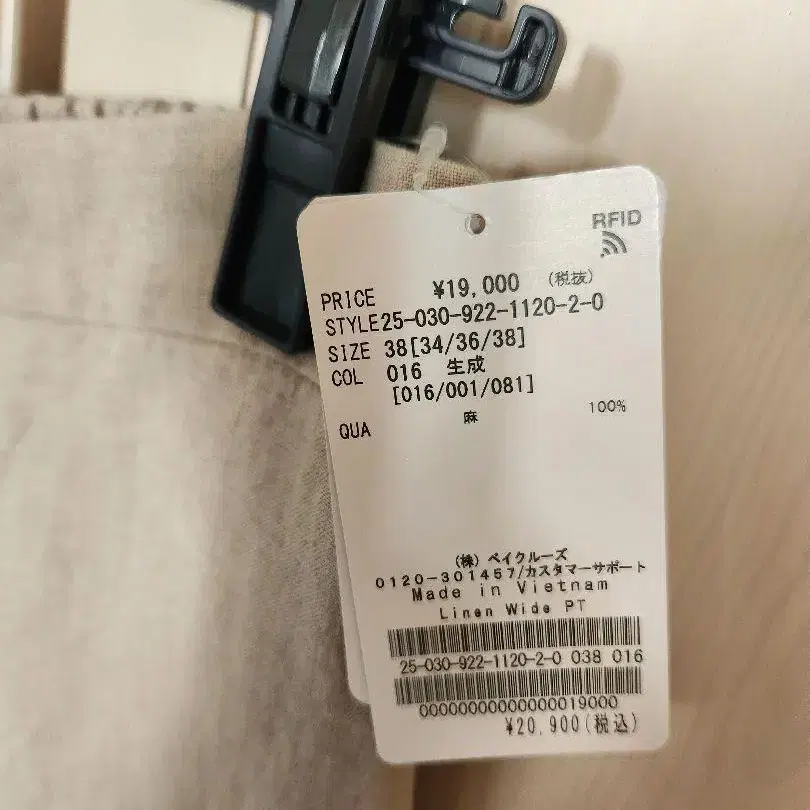 RFID
PRICE ¥19,000 (税抜)
STYLE25-030-922-1120-2-0
SIZE 38[34/36/38]
COL 016 生成
[016/001/081]
QUA 麻 100%
(株) ベイクルーズ
0120-301457/カスタマーサポート
Made in Vietnam
Linen Wide PT
25-030-922-1120-2-0 038 016
00000000000000019000
¥20,900(税込)